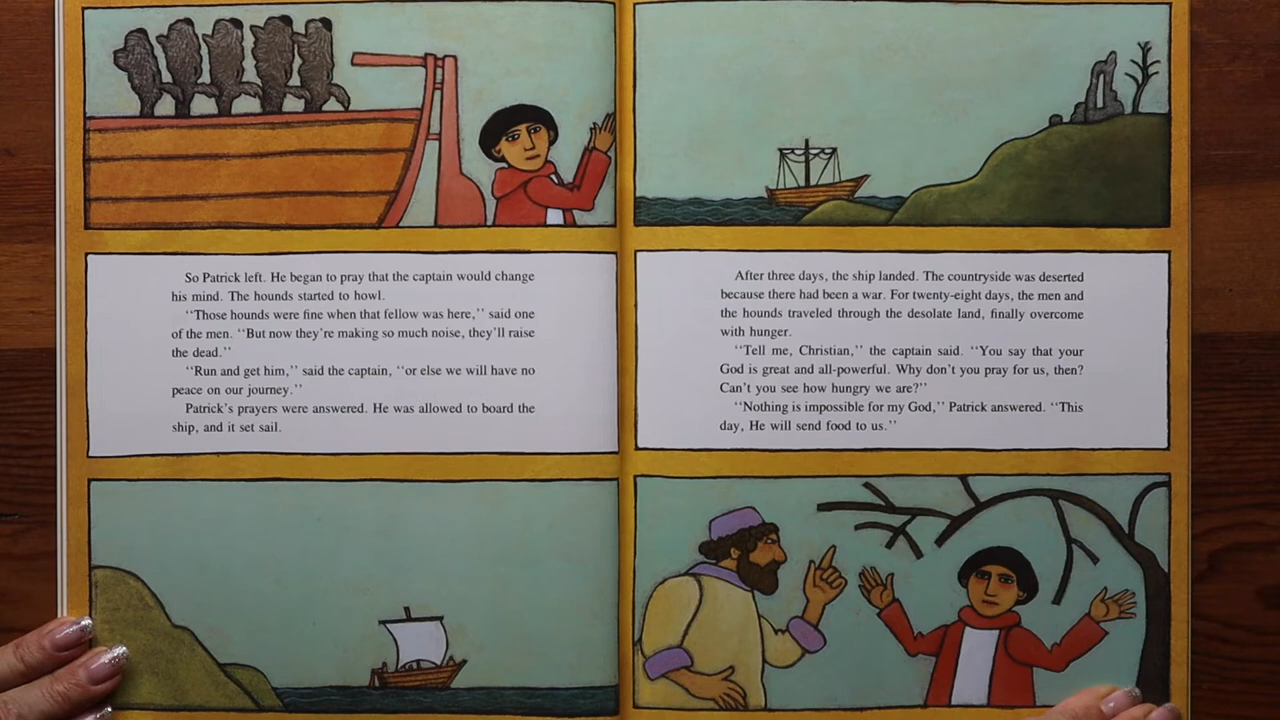 So Patrick left. He began to pray that the captain would change
his mind. The hounds started to howl.
‘‘Those hounds were fine when that fellow was here,’’ said one
of the men. ‘‘But now they’re making so much noise, they’ll raise
the dead.’’
‘‘Run and get him,’’ said the captain, ‘‘or else we will have no
peace on our journey.’’
Patrick’s prayers were answered. He was allowed to board the
ship, and it set sail.
After three days, the ship landed. The countryside was deserted
because there had been a war. For twenty-eight days, the men and
the hounds traveled through the desolate land, finally overcome
with hunger.
‘‘Tell me, Christian,’’ the captain said. ‘‘You say that your
God is great and all-powerful. Why don’t you pray for us, then?
Can’t you see how hungry we are?’’
‘‘Nothing is impossible for my God,’’ Patrick answered. ‘‘This
day, He will send food to us.’’